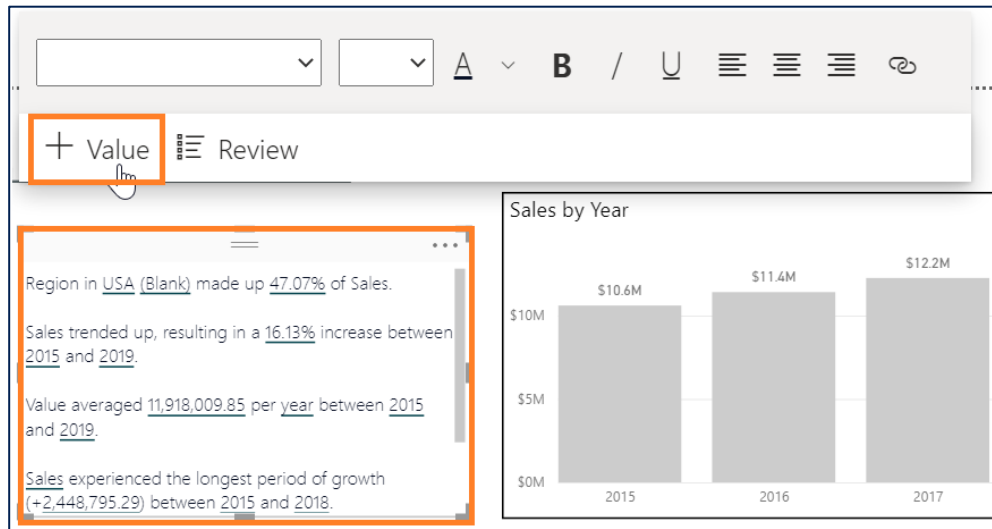 A B / U
+ Value Review
Region in USA (Blank) made up 47.07% of Sales.
Sales trended up, resulting in a 16.13% increase between
2015 and 2019.
Value averaged 11,918,009.85 per year between 2015
and 2019.
Sales experienced the longest period of growth
(+2,448,795.29) between 2015 and 2018.
Sales by Year
$12.2M
$11.4M
$10.6M
$10M
$5M
$0M
2015 2016 2017